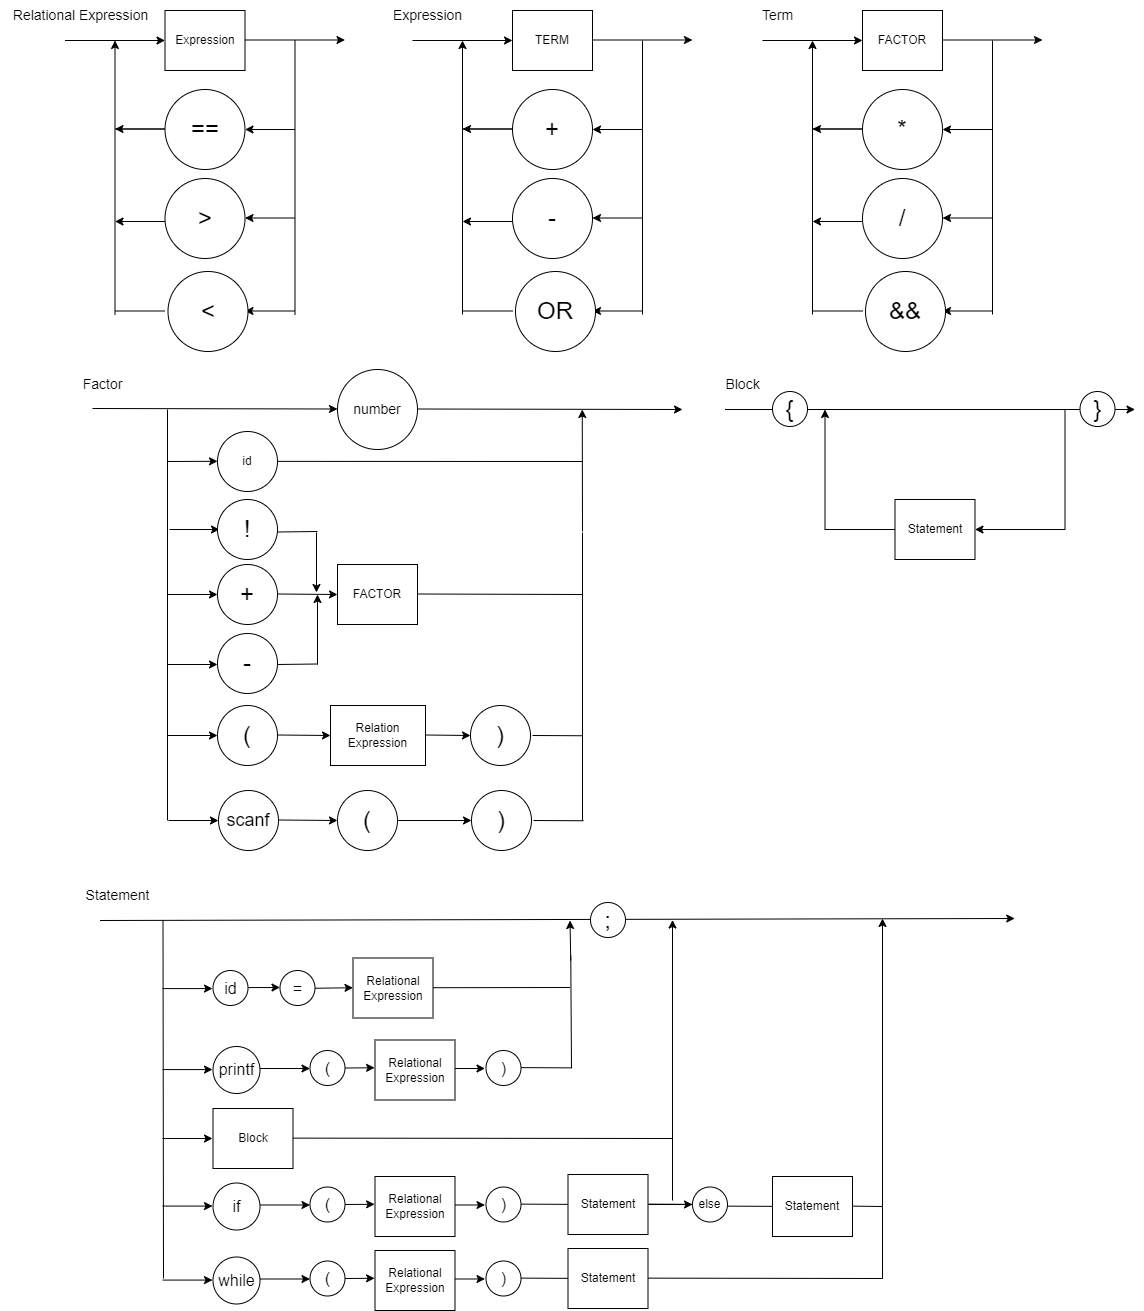 Relational Expression
Expression
==
>
<
Expression
TERM
+
-
OR
Term
FACTOR
*
/
&&
Factor
number
id
!
+
FACTOR
-
(
Relation
Expression
)
scanf
(
)
Block
{
}
Statement
Statement
;
id
=
Relational
Expression
printf
(
Relational
Expression
)
Block
if
(
Relational
Expression
)
Statement
else
Statement
while
(
Relational
Expression
)
Statement